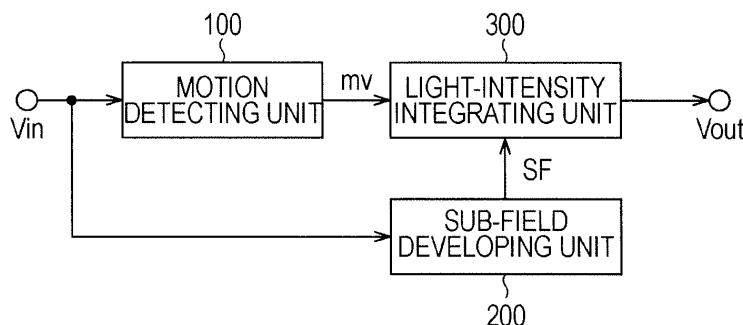 100
300
MOTION
DETECTING UNIT
mv
LIGHT-INTENSITY
INTEGRATING UNIT
Vin
Vout
SF
SUB-FIELD
DEVELOPING UNIT
200